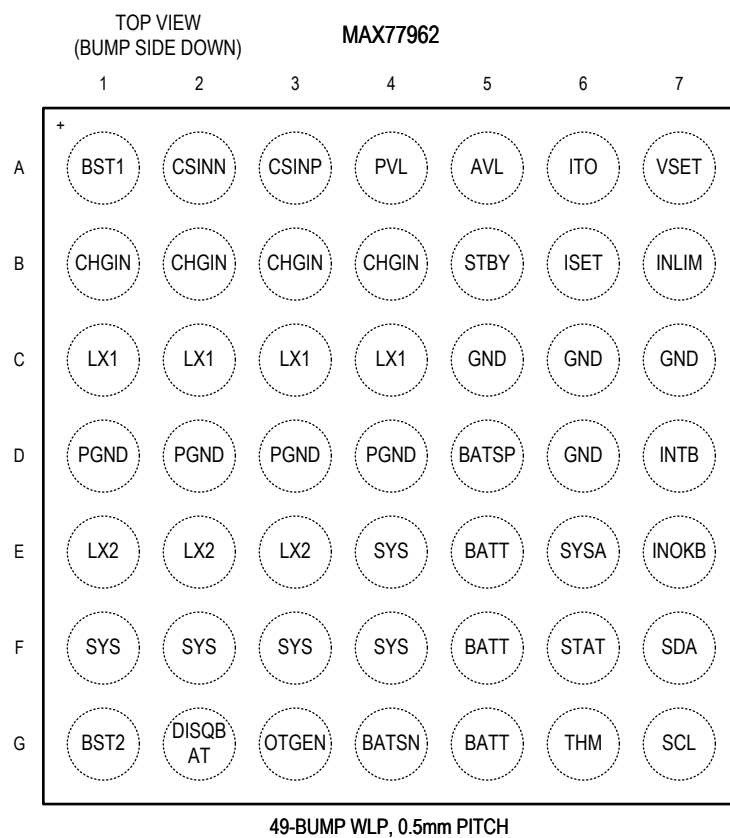 TOP VIEW
(BUMP SIDE DOWN)
MAX77962
1 2 3 4 5 6 7
+
A BST1 CSINN CSINP PVL AVL ITO VSET
B CHGIN CHGIN CHGIN CHGIN STBY ISET INLIM
C LX1 LX1 LX1 LX1 GND GND GND
D PGND PGND PGND PGND BATSP GND INTB
E LX2 LX2 LX2 SYS BATT SYSA INOKB
F SYS SYS SYS SYS BATT STAT SDA
G BST2 DISQB OTGEN BATSN BATT THM SCL
AT
49-BUMP WLP, 0.5mm PITCH